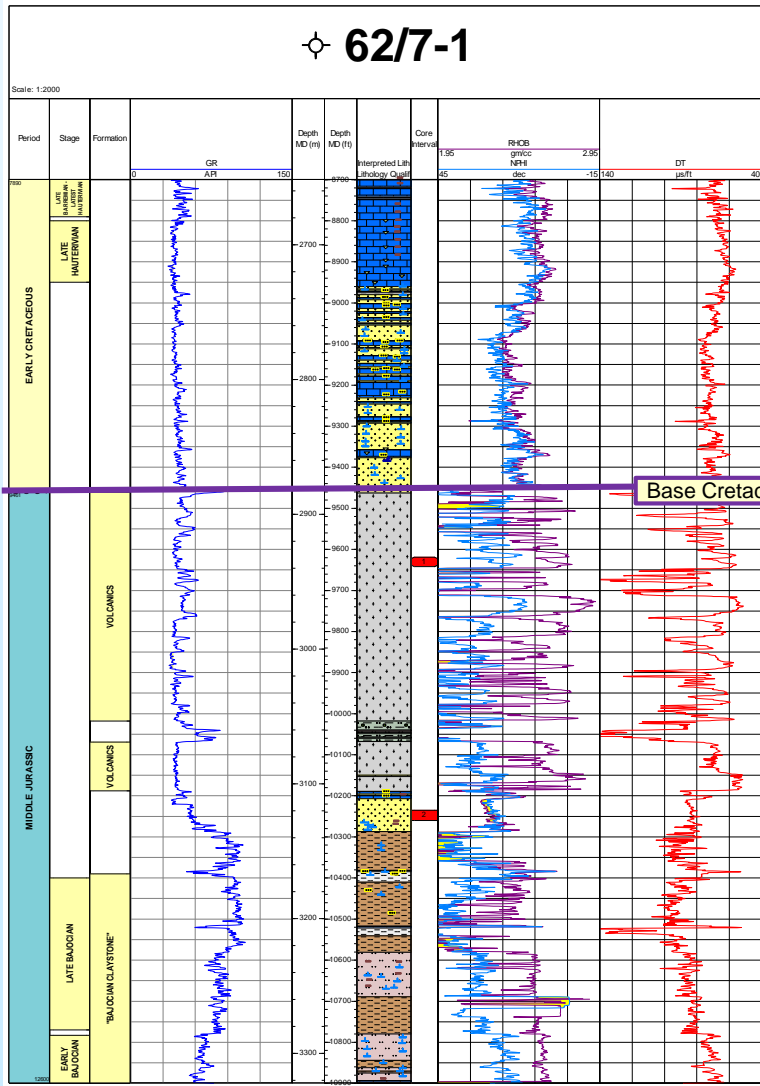 62/7-1
Scale: 1:2000
Period
Stage
Formation
GR
0 API 150
Depth
MD (m)
Depth
MD (ft)
Interpreted Lith
Lithology Qualif
Core
Interval
RHOB
1.95 gm/cc 2.95
NPHI
45 dec -15
DT
140 µs/ft 40
7890
EARLY CRETACEOUS
LATE
BARREMIAN -
LATEST
HAUTERIVIAN
LATE
HAUTERIVIAN
8700
8800
2700
8900
9000
9100
2800
9200
9300
9400
Base Cretac
9500
2900
9600
1
9700
VOLCANICS
9800
3000
9900
10000
MIDDLE JURASSIC
VOLCANICS
10100
3100
10200
2
10300
10400
LATE BAJOCIAN
"BAJOCIAN CLAYSTONE"
3200
10500
10600
10700
10800
EARLY
BAJOCIAN
3300
10900